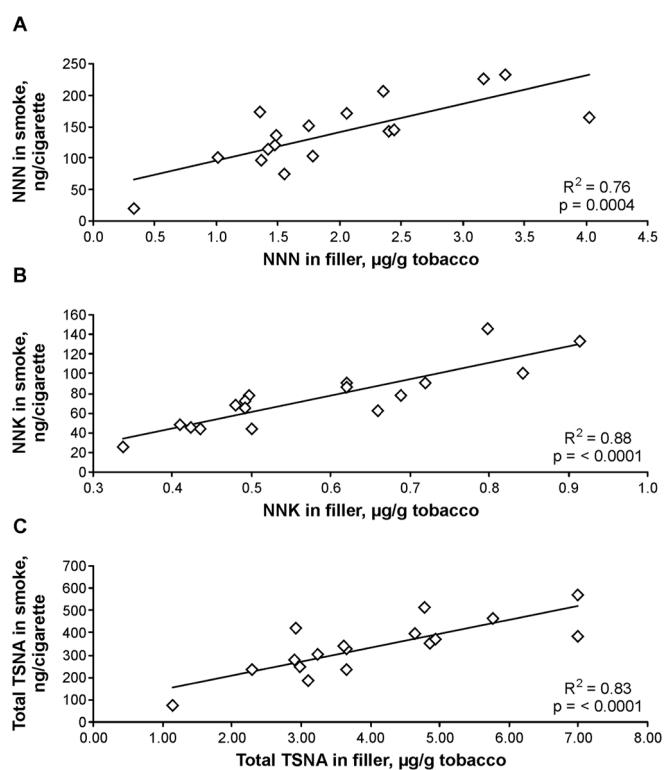 A
NNN in smoke,
ng/cigarette
250
200
150
100
50
0
R2 = 0.76
p = 0.0004
0.0 0.5 1.0 1.5 2.0 2.5 3.0 3.5 4.0 4.5
NNN in filler, µg/g tobacco
B
NNK in smoke,
ng/cigarette
160
140
120
100
80
60
40
20
0
R2 = 0.88
p = < 0.0001
0.3 0.4 0.5 0.6 0.7 0.8 0.9 1.0
NNK in filler, µg/g tobacco
C
Total TSNA in smoke,
ng/cigarette
700
600
500
400
300
200
100
0
R2 = 0.83
p = < 0.0001
0.00 1.00 2.00 3.00 4.00 5.00 6.00 7.00 8.00
Total TSNA in filler, µg/g tobacco